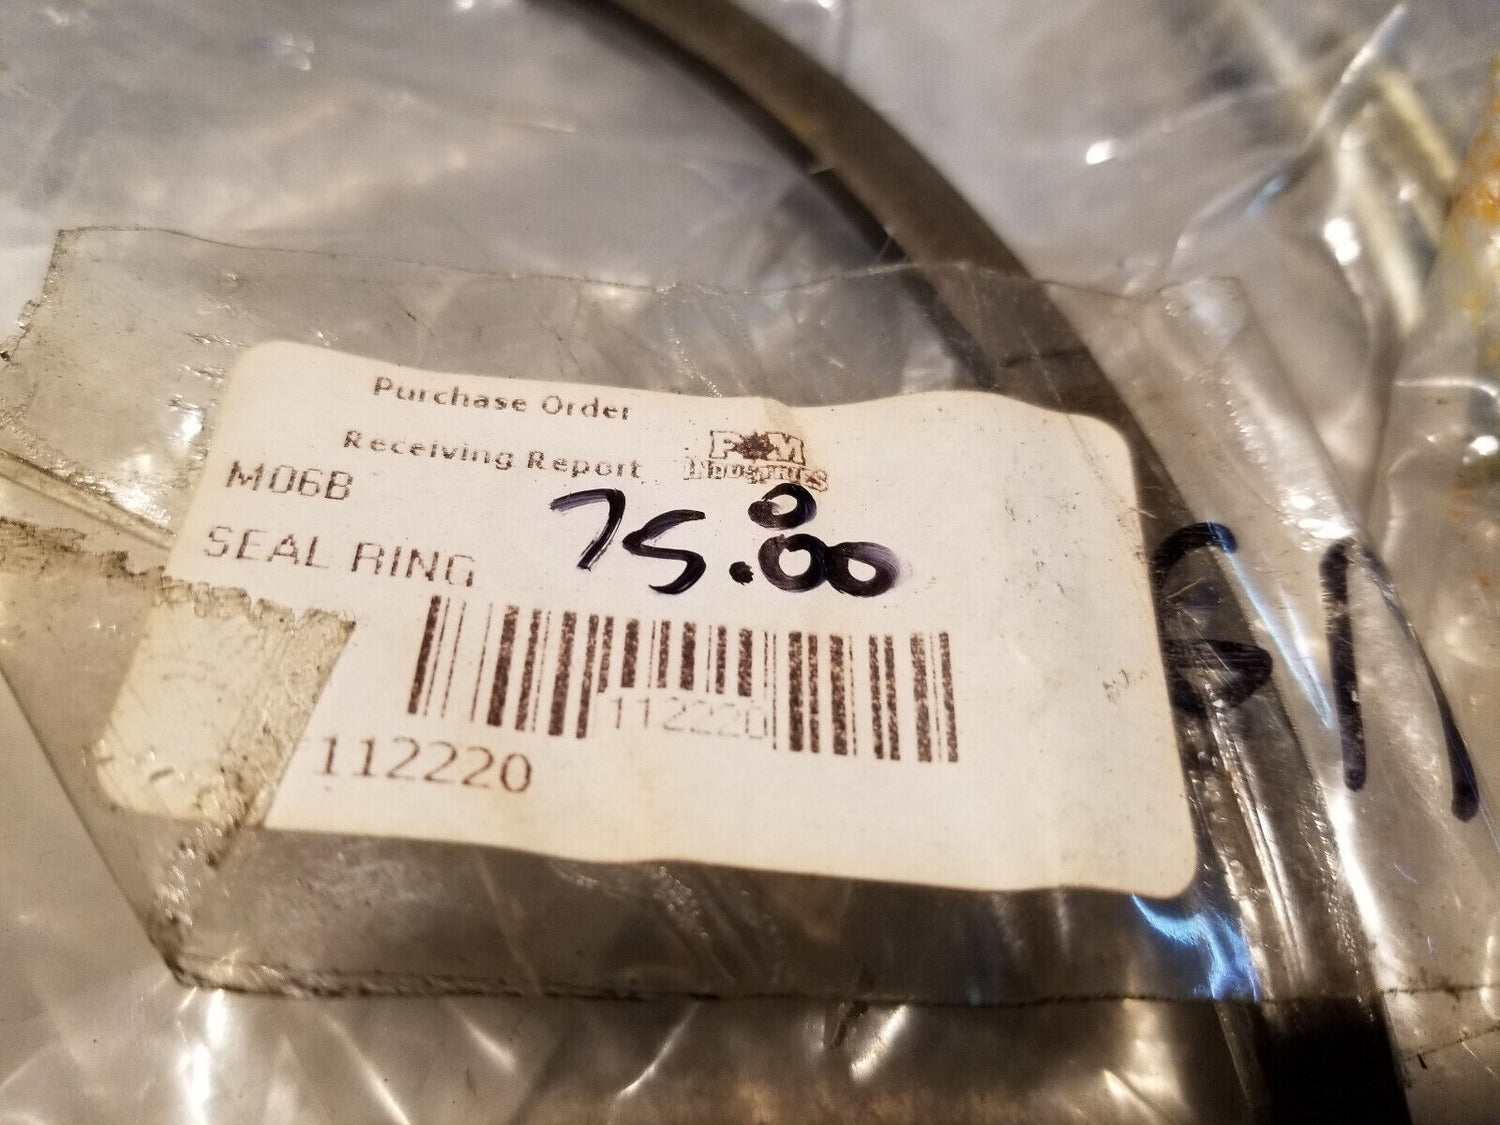 Purchase Order
Receiving Report
M06B
75.00
SEAL RING
112220
112220